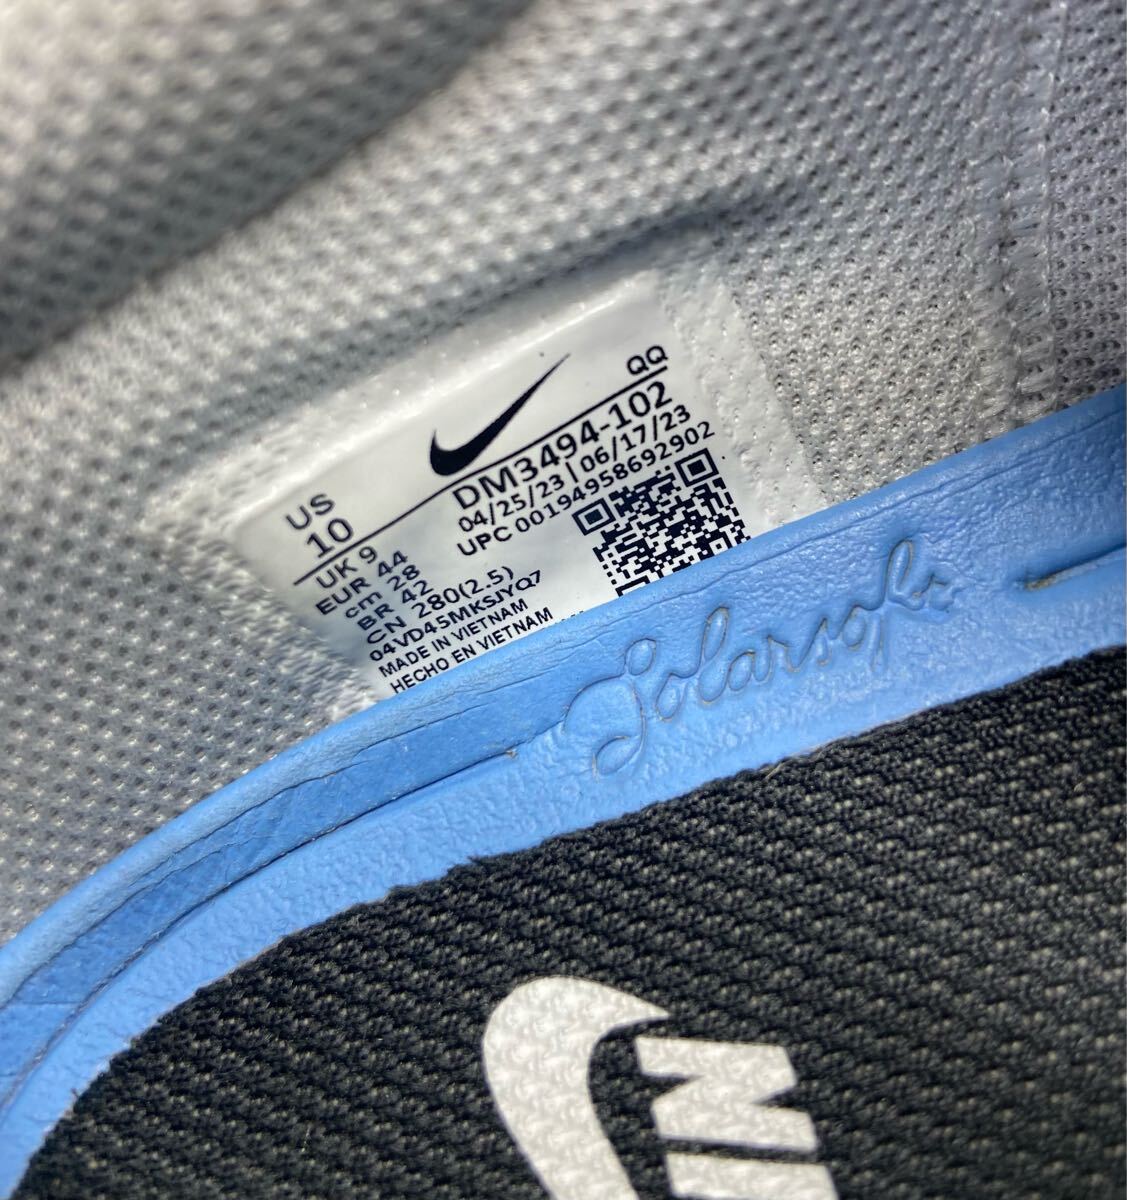 QQ
DM3494-102
04/25/23 | 06/17/23
UPC 00194958692902
US
10
UK 9
EUR 44
cm 28
BR 42
CN 280(2.5)
04VD45MKSJYQ7
MADE IN VIETNAM
HECHO EN VIETNAM
Solarsoft